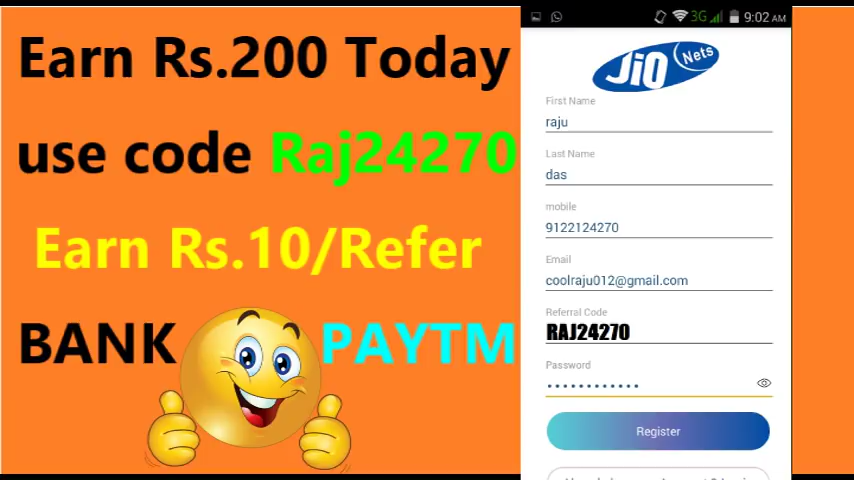 Earn Rs.200 Today
use code Raj24270
Earn Rs.10/Refer
BANK PAYTM
3G 9:02 AM
JIO Nets
First Name
raju
Last Name
das
mobile
9122124270
Email
coolraju012@gmail.com
Referral Code
RAJ24270
Password
Register